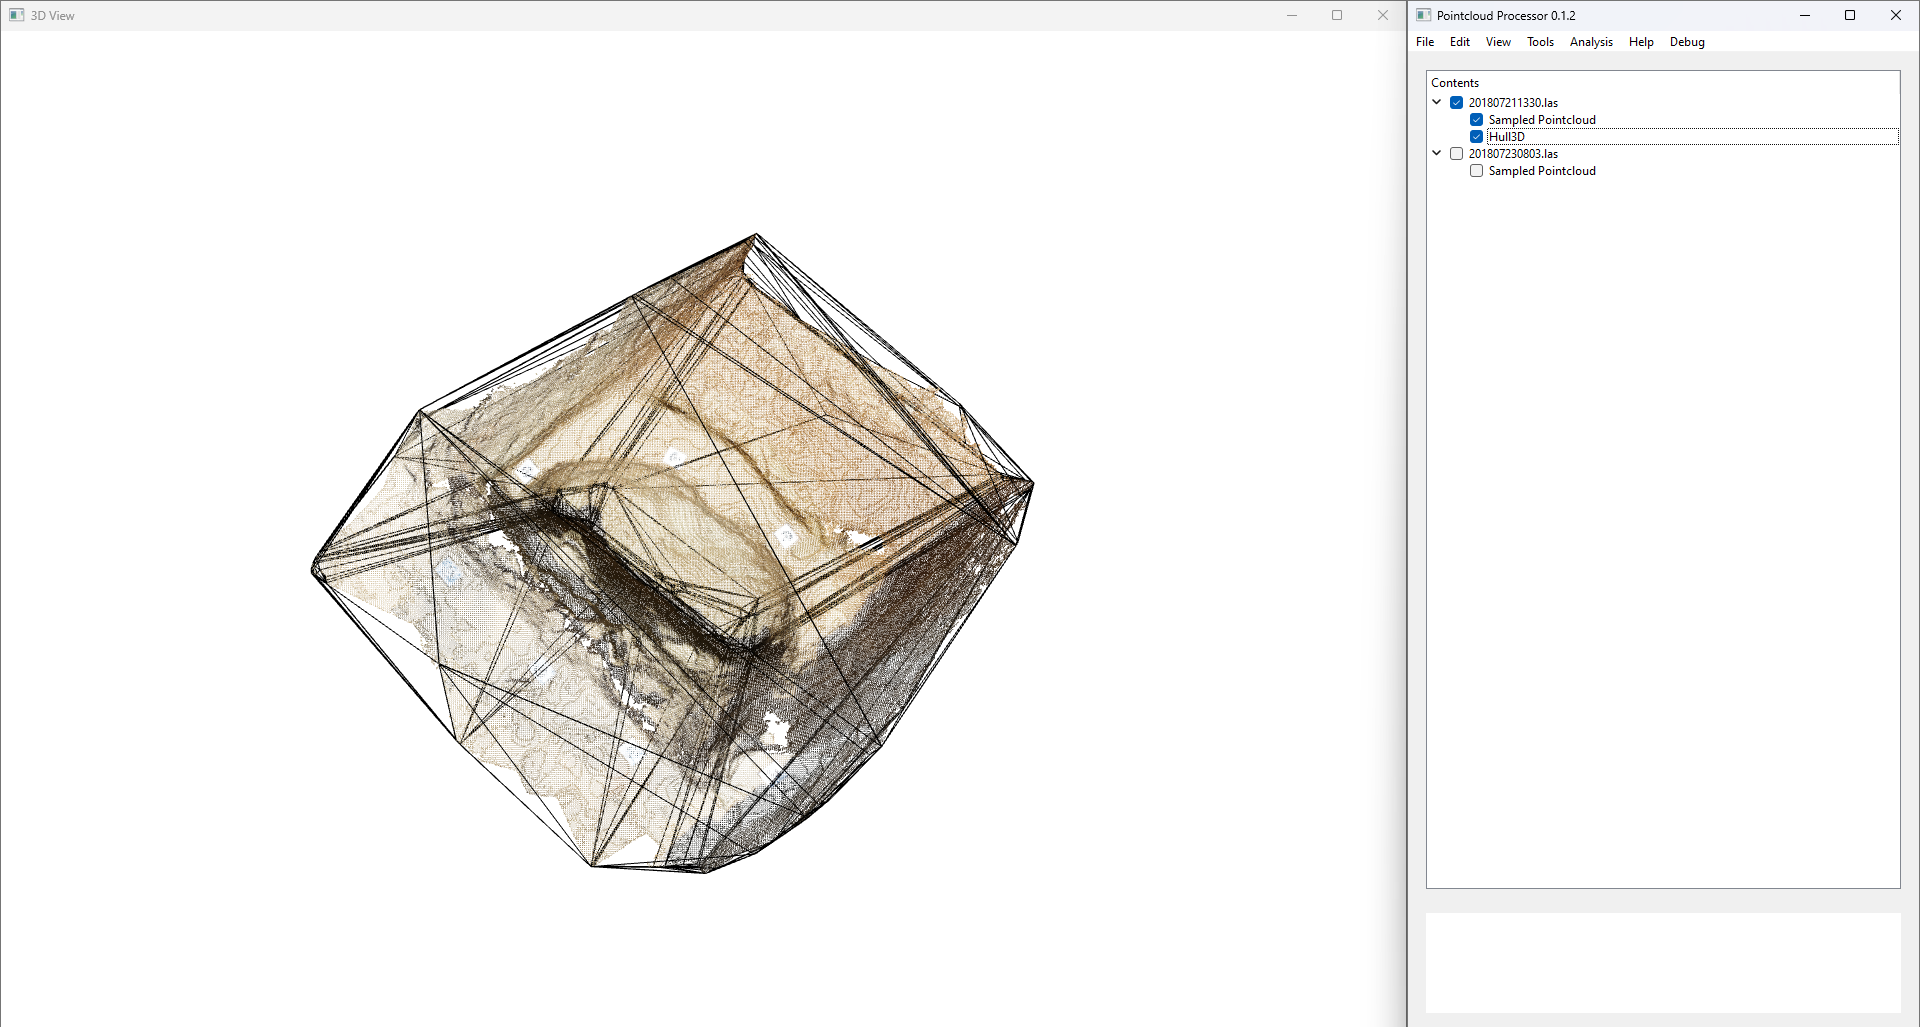 3D View
Pointcloud Processor 0.1.2
File Edit View Tools Analysis Help Debug
Contents
201807211330.las
Sampled Pointcloud
Hull3D
201807230803.las
Sampled Pointcloud